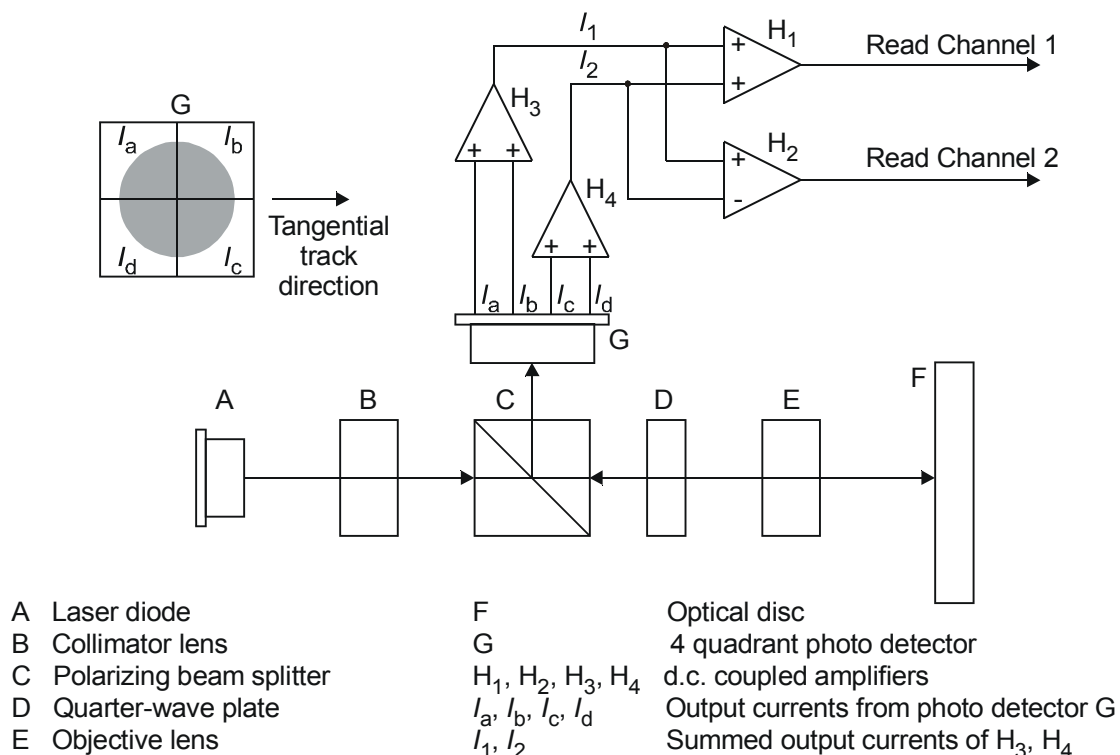 I1
H1
Read Channel 1
I2
G
H3
Ia Ib
+ +
+
+
H2
Read Channel 2
+
-
H4
+ +
Id Ic
Tangential
track
direction
Ia Ib Ic Id
G
F
A B C D E
A Laser diode F Optical disc
B Collimator lens G 4 quadrant photo detector
C Polarizing beam splitter H1, H2, H3, H4 d.c. coupled amplifiers
D Quarter-wave plate Ia, Ib, Ic, Id Output currents from photo detector G
E Objective lens I1, I2 Summed output currents of H3, H4